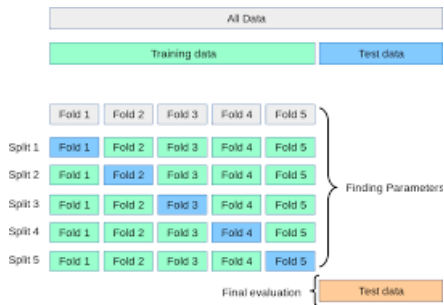 All Data
Training data Test data
Fold 1 Fold 2 Fold 3 Fold 4 Fold 5
Split 1 Fold 1 Fold 2 Fold 3 Fold 4 Fold 5
Split 2 Fold 1 Fold 2 Fold 3 Fold 4 Fold 5
Finding Parameters
Split 3 Fold 1 Fold 2 Fold 3 Fold 4 Fold 5
Split 4 Fold 1 Fold 2 Fold 3 Fold 4 Fold 5
Split 5 Fold 1 Fold 2 Fold 3 Fold 4 Fold 5
Final evaluation Test data